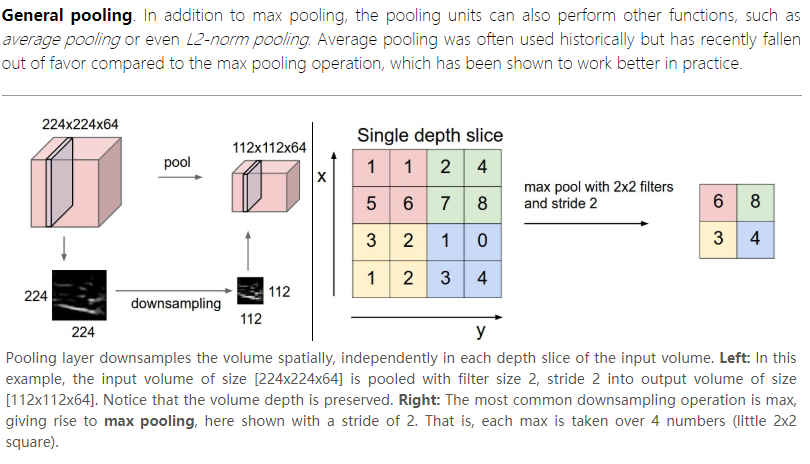 General pooling. In addition to max pooling, the pooling units can also perform other functions, such as
average pooling or even L2-norm pooling. Average pooling was often used historically but has recently fallen
out of favor compared to the max pooling operation, which has been shown to work better in practice.
224x224x64
pool
112x112x64
224
224
downsampling
112
112
Single depth slice
x
1 1 2 4
5 6 7 8
3 2 1 0
1 2 3 4
y
max pool with 2x2 filters
and stride 2
6 8
3 4
Pooling layer downsamples the volume spatially, independently in each depth slice of the input volume. Left: In this
example, the input volume of size [224x224x64] is pooled with filter size 2, stride 2 into output volume of size
[112x112x64]. Notice that the volume depth is preserved. Right: The most common downsampling operation is max,
giving rise to max pooling, here shown with a stride of 2. That is, each max is taken over 4 numbers (little 2x2
square).